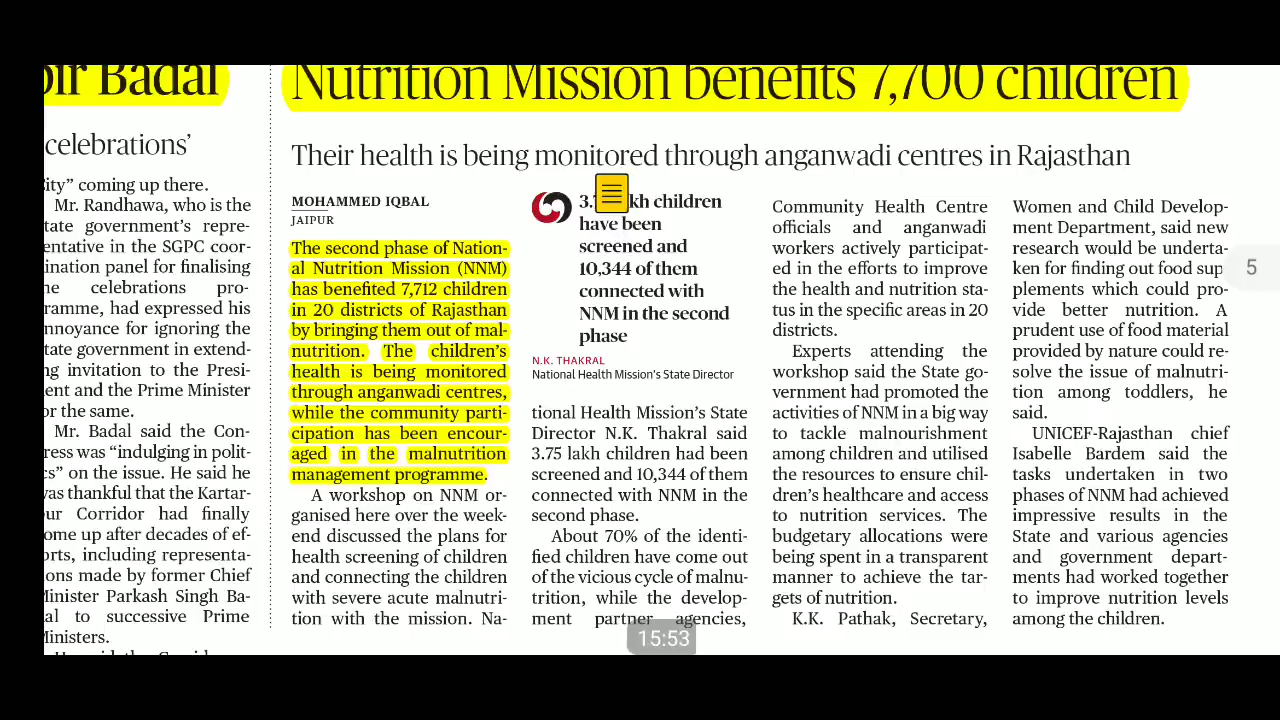 bir Badal
celebrations’
ity” coming up there.
Mr. Randhawa, who is the
tate government’s repre-
entative in the SGPC coor-
ination panel for finalising
he celebrations pro-
ramme, had expressed his
nnoyance for ignoring the
tate government in extend-
ng invitation to the Presi-
ent and the Prime Minister
or the same.
Mr. Badal said the Con-
ress was “indulging in polit-
cs” on the issue. He said he
was thankful that the Kartar-
pur Corridor had finally
ome up after decades of ef-
orts, including representa-
ions made by former Chief
Minister Parkash Singh Ba-
al to successive Prime
Ministers.
Nutrition Mission benefits 7,700 children
Their health is being monitored through anganwadi centres in Rajasthan
MOHAMMED IQBAL
JAIPUR
The second phase of Nation-
al Nutrition Mission (NNM)
has benefited 7,712 children
in 20 districts of Rajasthan
by bringing them out of mal-
nutrition. The children’s
health is being monitored
through anganwadi centres,
while the community parti-
cipation has been encour-
aged in the malnutrition
management programme.
A workshop on NNM or-
ganised here over the week-
end discussed the plans for
health screening of children
and connecting the children
with severe acute malnutri-
tion with the mission. Na-
3.7 kh children
have been
screened and
10,344 of them
connected with
NNM in the second
phase
N.K. THAKRAL
National Health Mission’s State Director
tional Health Mission’s State
Director N.K. Thakral said
3.75 lakh children had been
screened and 10,344 of them
connected with NNM in the
second phase.
About 70% of the identi-
fied children have come out
of the vicious cycle of malnu-
trition, while the develop-
ment partner agencies,
Community Health Centre
officials and anganwadi
workers actively participat-
ed in the efforts to improve
the health and nutrition sta-
tus in the specific areas in 20
districts.
Experts attending the
workshop said the State go-
vernment had promoted the
activities of NNM in a big way
to tackle malnourishment
among children and utilised
the resources to ensure chil-
dren’s healthcare and access
to nutrition services. The
budgetary allocations were
being spent in a transparent
manner to achieve the tar-
gets of nutrition.
K.K. Pathak, Secretary,
Women and Child Develop-
ment Department, said new
research would be underta-
ken for finding out food sup
plements which could pro-
vide better nutrition. A
prudent use of food material
provided by nature could re-
solve the issue of malnutri-
tion among toddlers, he
said.
UNICEF-Rajasthan chief
Isabelle Bardem said the
tasks undertaken in two
phases of NNM had achieved
impressive results in the
State and various agencies
and government depart-
ments had worked together
to improve nutrition levels
among the children.
5
15:53